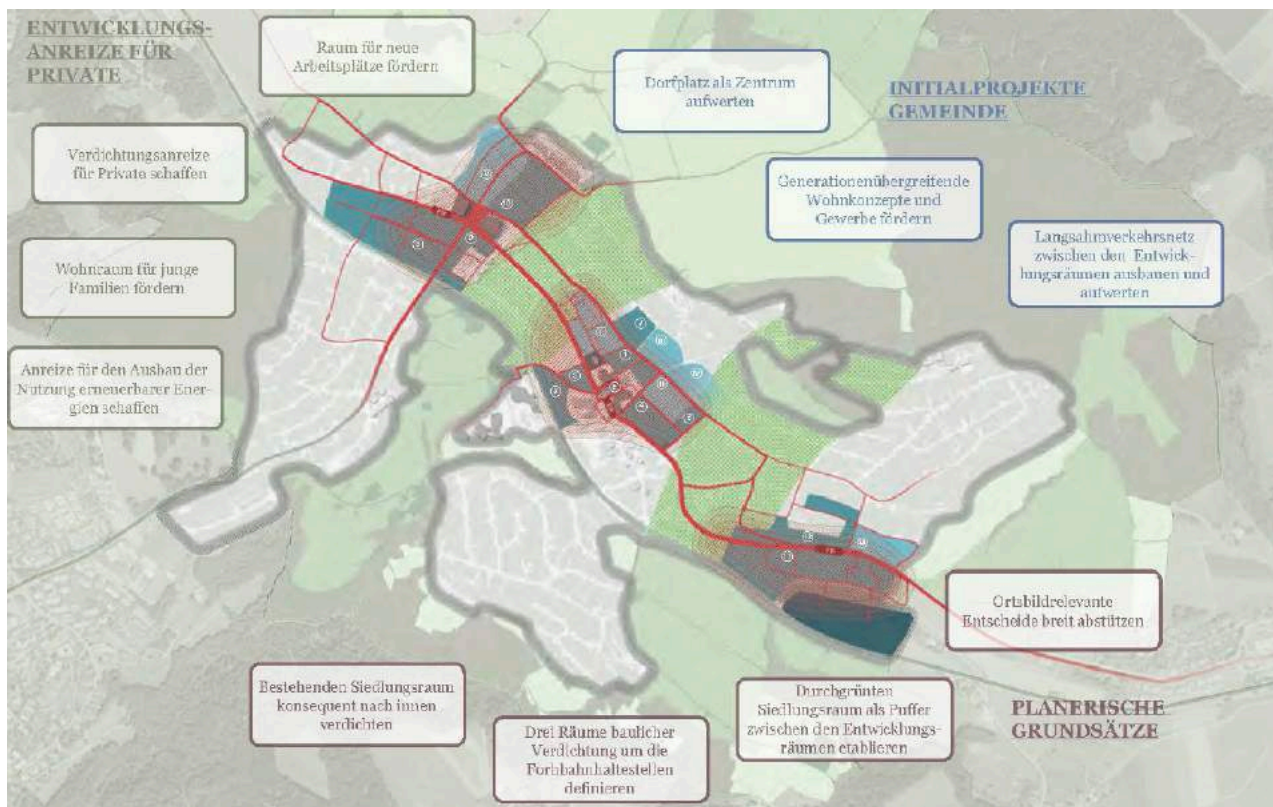 ENTWICKLUNGS-
ANREIZE FÜR
PRIVATE
Raum für neue
Arbeitsplätze fördern
Verdichtungsanreize
für Private schaffen
Wohnraum für junge
Familien fördern
Anreize für den Ausbau der
Nutzung erneuerbarer Ener-
gien schaffen
Dorfplatz als Zentrum
aufwerten
INITIALPROJEKTE
GEMEINDE
Generationenübergreifende
Wohnkonzepte und
Gewerbe fördern
Langsamverkehrsnetz
zwischen den Entwick-
lungsräumen ausbauen und
aufwerten
Ortsbildrelevante
Entscheide breit abstützen
Bestehenden Siedlungsraum
konsequent nach innen
verdichten
Drei Räume baulicher
Verdichtung um die
Forchbahnhaltestellen
definieren
Durchgrünten
Siedlungsraum als Puffer
zwischen den Entwicklungs-
räumen etablieren
PLANERISCHE
GRUNDSÄTZE